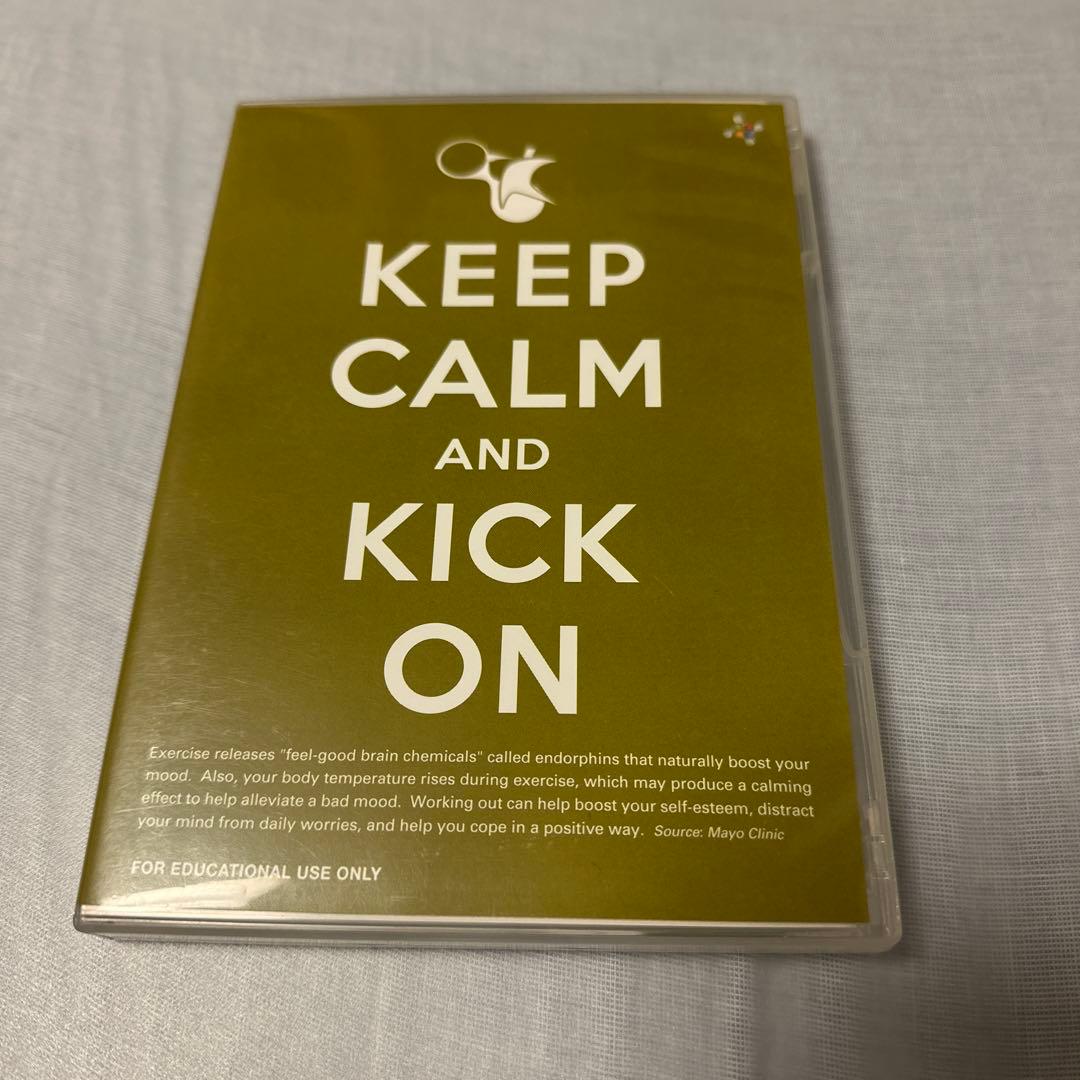 KEEP
CALM
AND
KICK
ON
Exercise releases "feel-good brain chemicals" called endorphins that naturally boost your
mood. Also, your body temperature rises during exercise, which may produce a calming
effect to help alleviate a bad mood. Working out can help boost your self-esteem, distract
your mind from daily worries, and help you cope in a positive way. Source: Mayo Clinic
FOR EDUCATIONAL USE ONLY